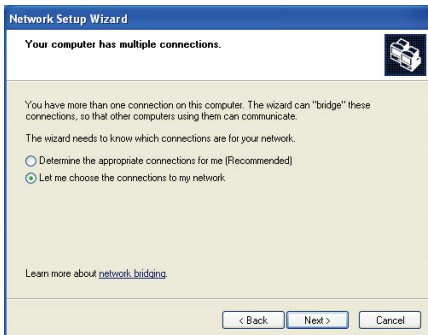 Network Setup Wizard
Your computer has multiple connections.
You have more than one connection on this computer. The wizard can "bridge" these
connections, so that other computers using them can communicate.
The wizard needs to know which connections are for your network.
Determine the appropriate connections for me (Recommended)
Let me choose the connections to my network
Learn more about network bridging.
< Back Next > Cancel